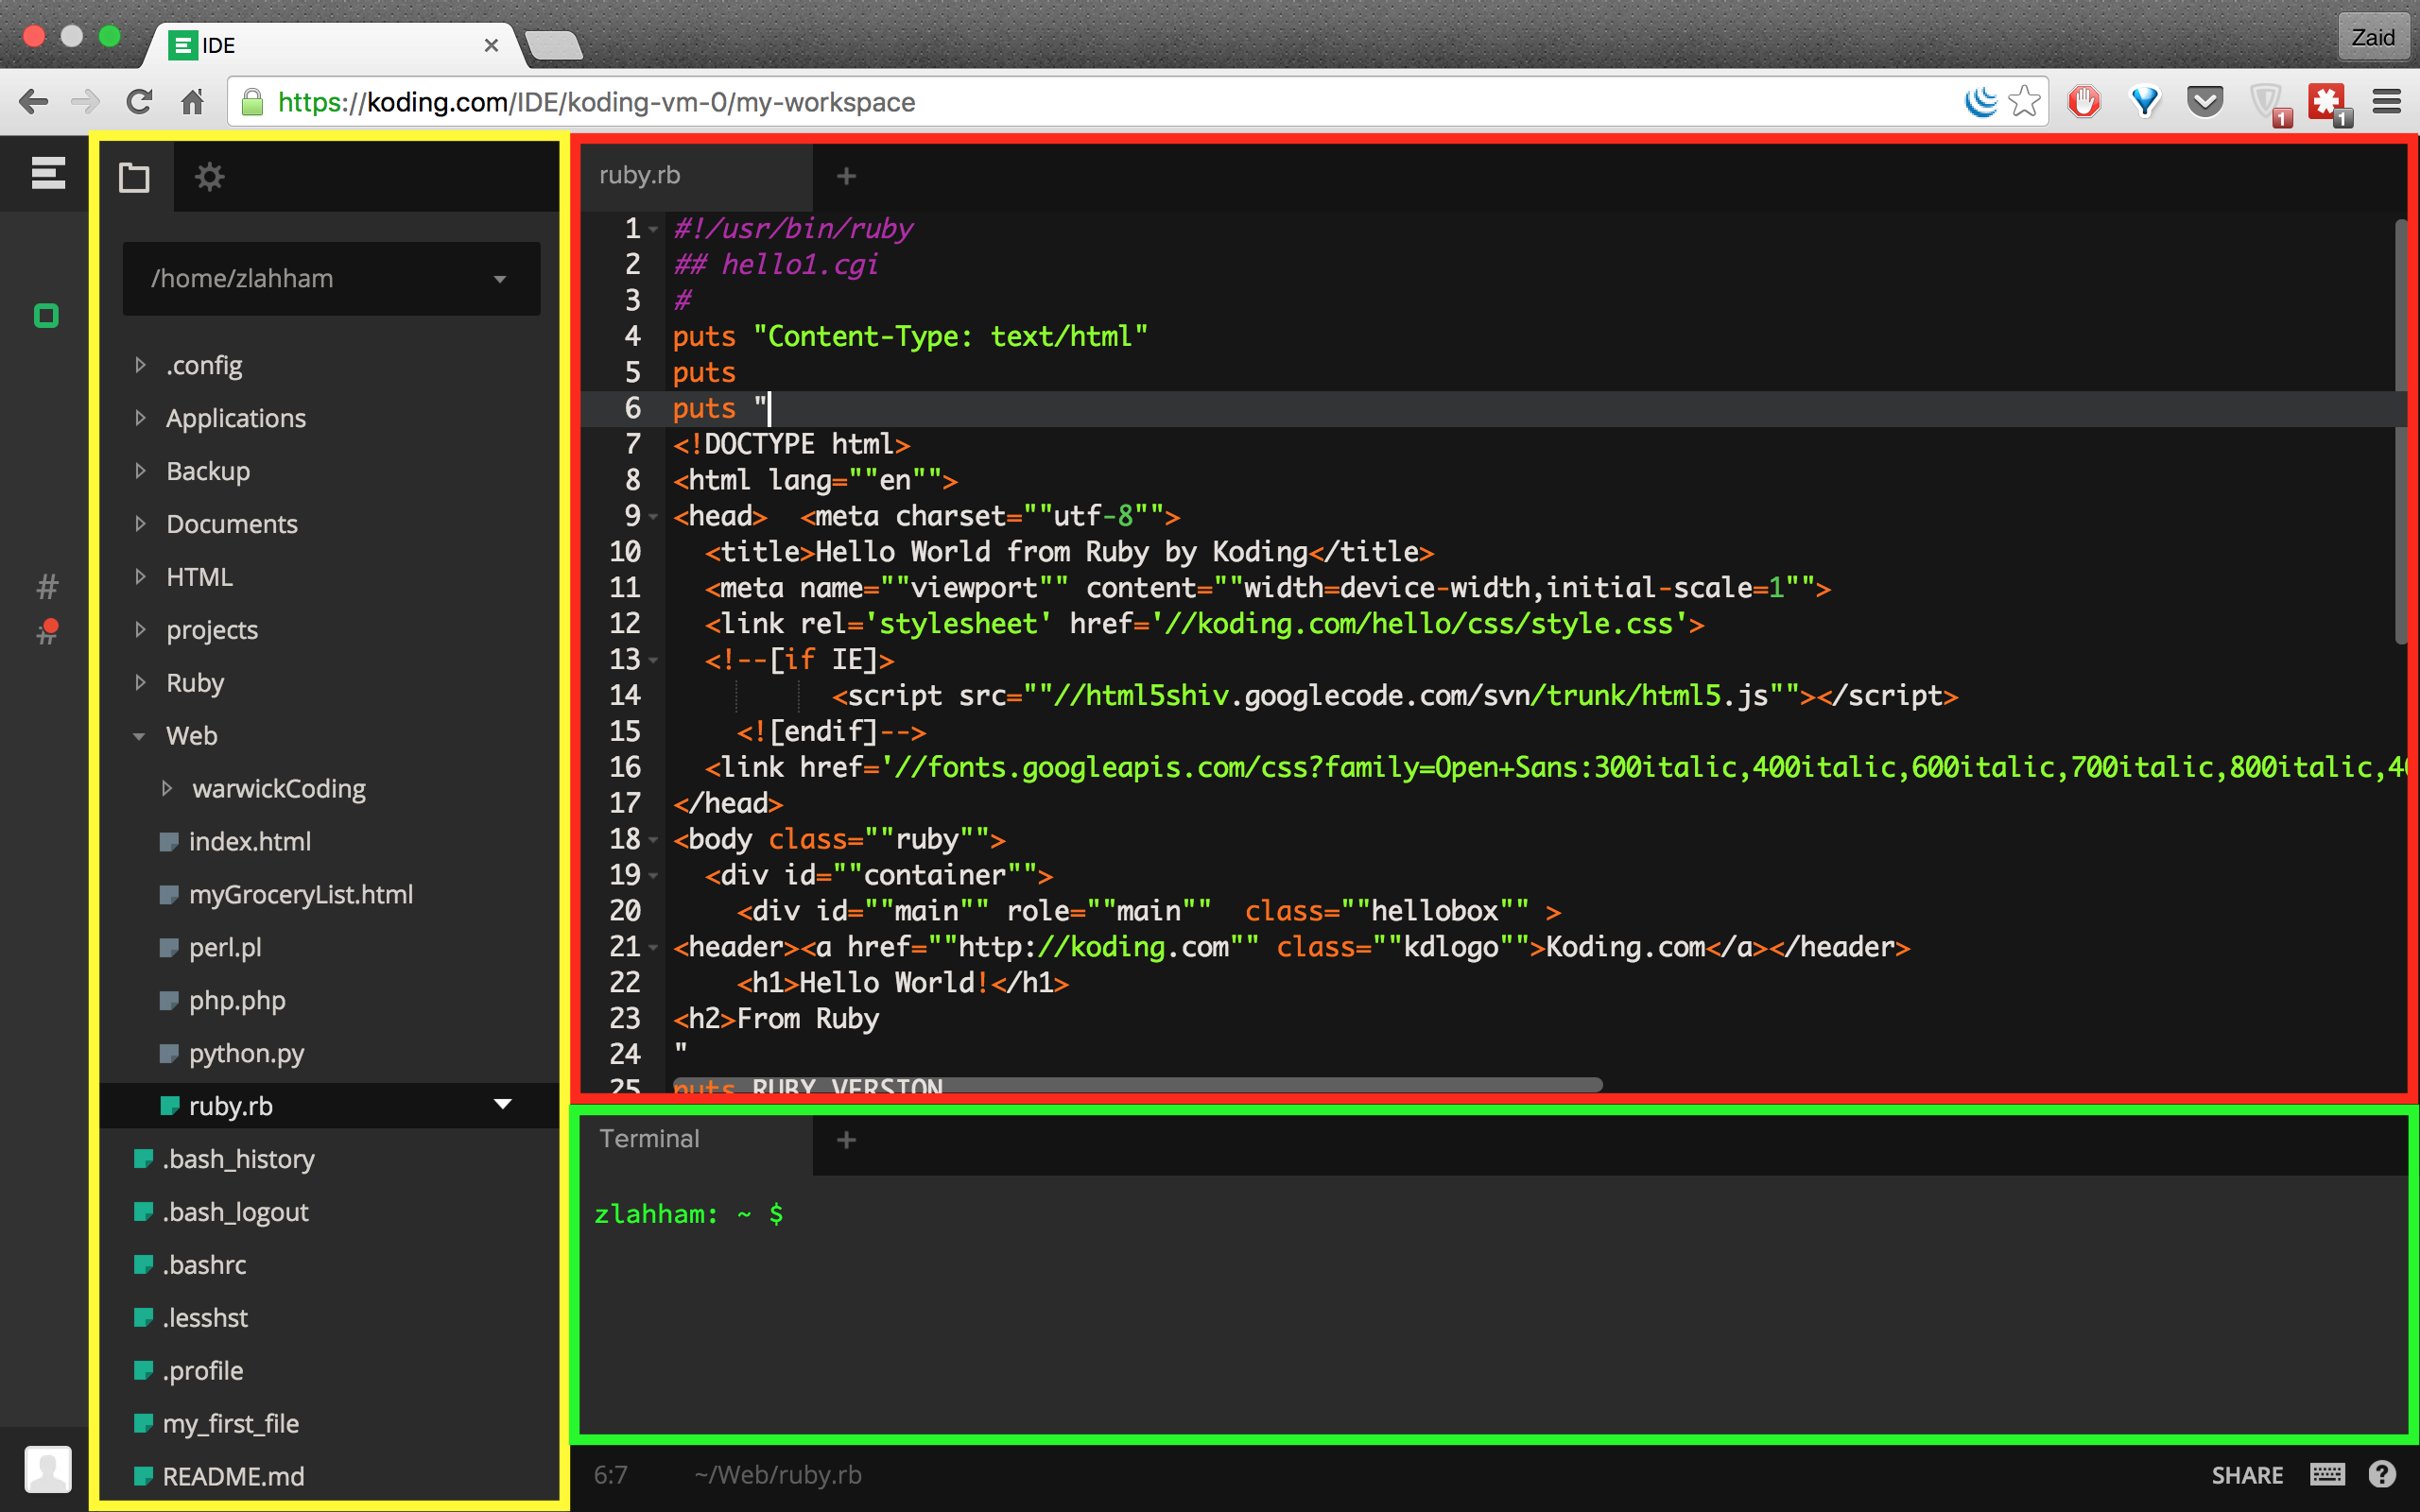 IDE
Zaid
https://koding.com/IDE/koding-vm-0/my-workspace
1
1
/home/zlahham
.config
Applications
Backup
Documents
HTML
projects
Ruby
Web
warwickCoding
index.html
myGroceryList.html
perl.pl
php.php
python.py
ruby.rb
.bash_history
.bash_logout
.bashrc
.lesshst
.profile
my_first_file
README.md
#
#
ruby.rb +
1 #!/usr/bin/ruby
2 ## hello1.cgi
3 #
4 puts "Content-Type: text/html"
5 puts
6 puts "
7 <!DOCTYPE html>
8 <html lang=""en"">
9 <head>  <meta charset=""utf-8"">
10   <title>Hello World from Ruby by Koding</title>
11   <meta name=""viewport"" content=""width=device-width,initial-scale=1"">
12   <link rel='stylesheet' href='//koding.com/hello/css/style.css'>
13   <!--[if IE]>
14           <script src=""//html5shiv.googlecode.com/svn/trunk/html5.js""></script>
15     <![endif]-->
16   <link href='//fonts.googleapis.com/css?family=Open+Sans:300italic,400italic,600italic,700italic,800italic,40
17 </head>
18 <body class=""ruby"">
19   <div id=""container"">
20     <div id=""main"" role=""main""  class=""hellobox"" >
21 <header><a href=""http://koding.com"" class=""kdlogo"">Koding.com</a></header>
22     <h1>Hello World!</h1>
23 <h2>From Ruby
24 "
25 puts RUBY_VERSION
Terminal +
zlahham: ~ $
6:7 ~/Web/ruby.rb
SHARE ?